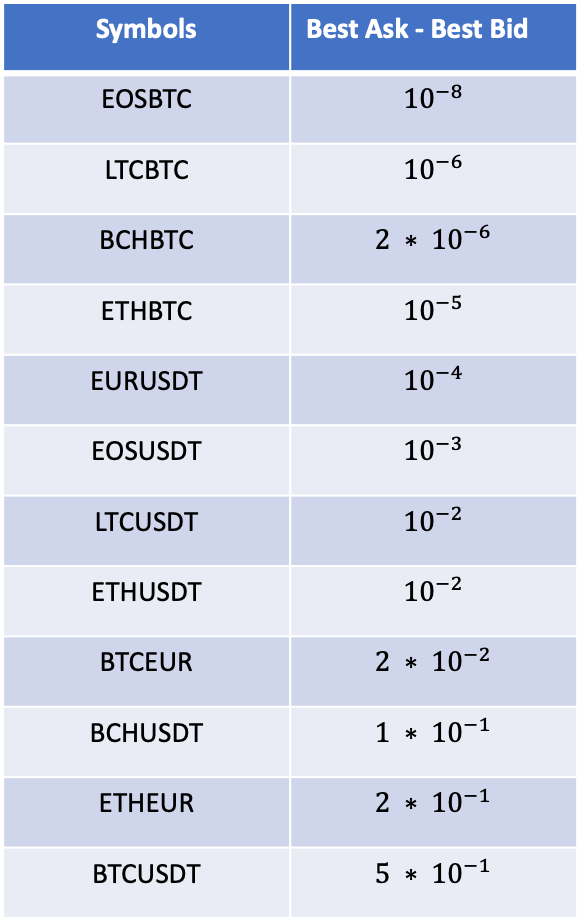 Symbols Best Ask - Best Bid
EOSBTC 10⁻⁸
LTCBTC 10⁻⁶
BCHBTC 2 * 10⁻⁶
ETHBTC 10⁻⁵
EURUSDT 10⁻⁴
EOSUSDT 10⁻³
LTCUSDT 10⁻²
ETHUSDT 10⁻²
BTCEUR 2 * 10⁻²
BCHUSDT 1 * 10⁻¹
ETHEUR 2 * 10⁻¹
BTCUSDT 5 * 10⁻¹